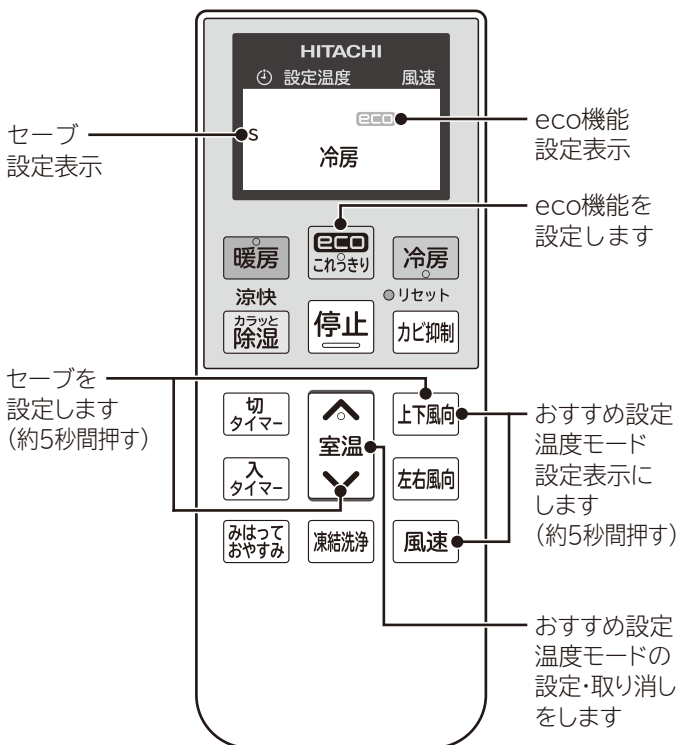 HITACHI
設定温度 風速
eco
S
冷房
セーブ
設定表示
eco機能
設定表示
eco機能を
設定します
暖房
eco
これっきり
冷房
涼快
カラッと
除湿
停止
リセット
カビ抑制
セーブを
設定します
(約5秒間押す)
切
タイマー
室温
上下風向
入
タイマー
左右風向
みはって
おやすみ
凍結洗浄
風速
おすすめ設定
温度モード
設定表示に
します
(約5秒間押す)
おすすめ設定
温度モードの
設定・取り消し
をします